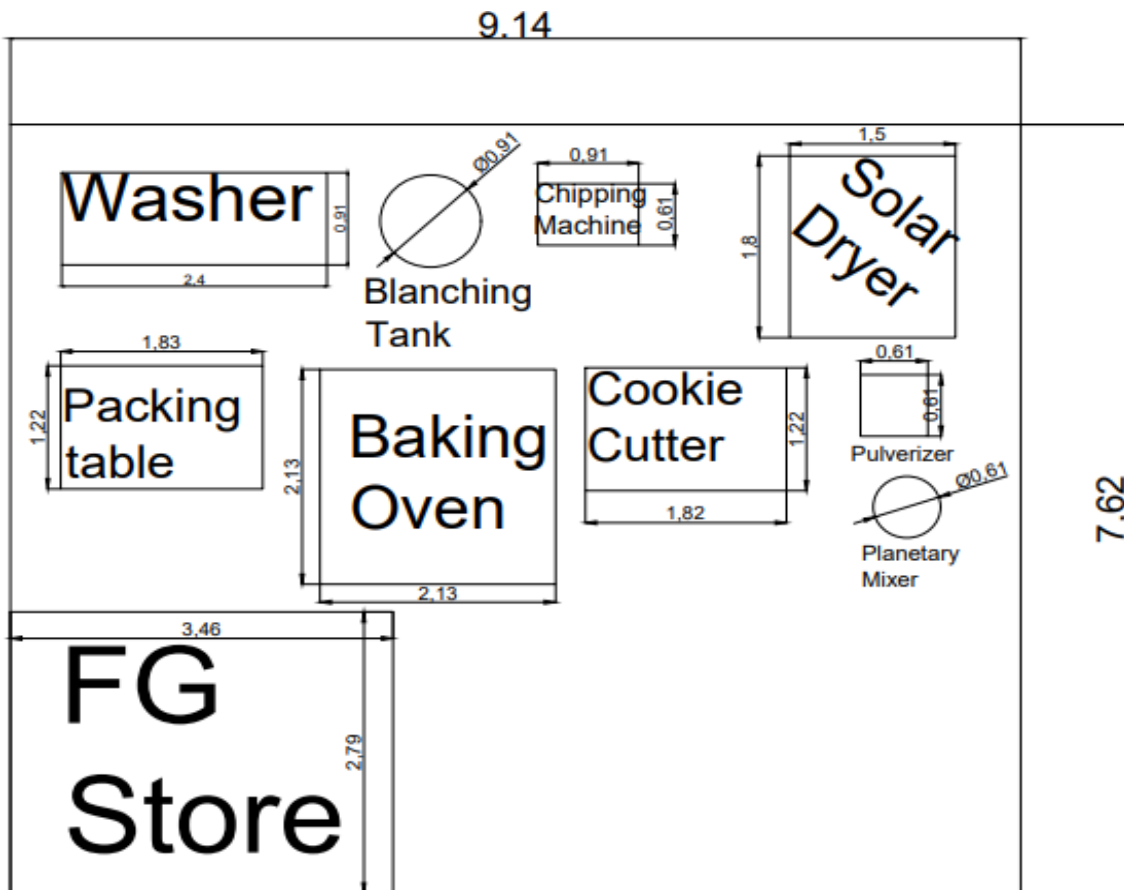 9.14
1,5
Ø0,91
0,91
Washer
0,91
Chipping
Machine
0,61
Solar
Dryer
1,8
2,4
Blanching
Tank
1,83
0,61
Packing
table
1,22
Baking
Oven
2,13
Cookie
Cutter
1,22
0,61
Pulverizer
Ø0,61
1,82
Planetary
Mixer
7.62
2,13
3,46
FG
Store
2,79